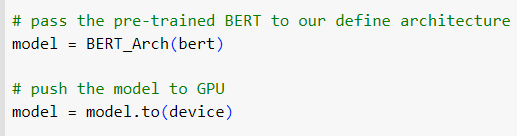 # pass the pre-trained BERT to our define architecture
model = BERT_Arch(bert)
# push the model to GPU
model = model.to(device)